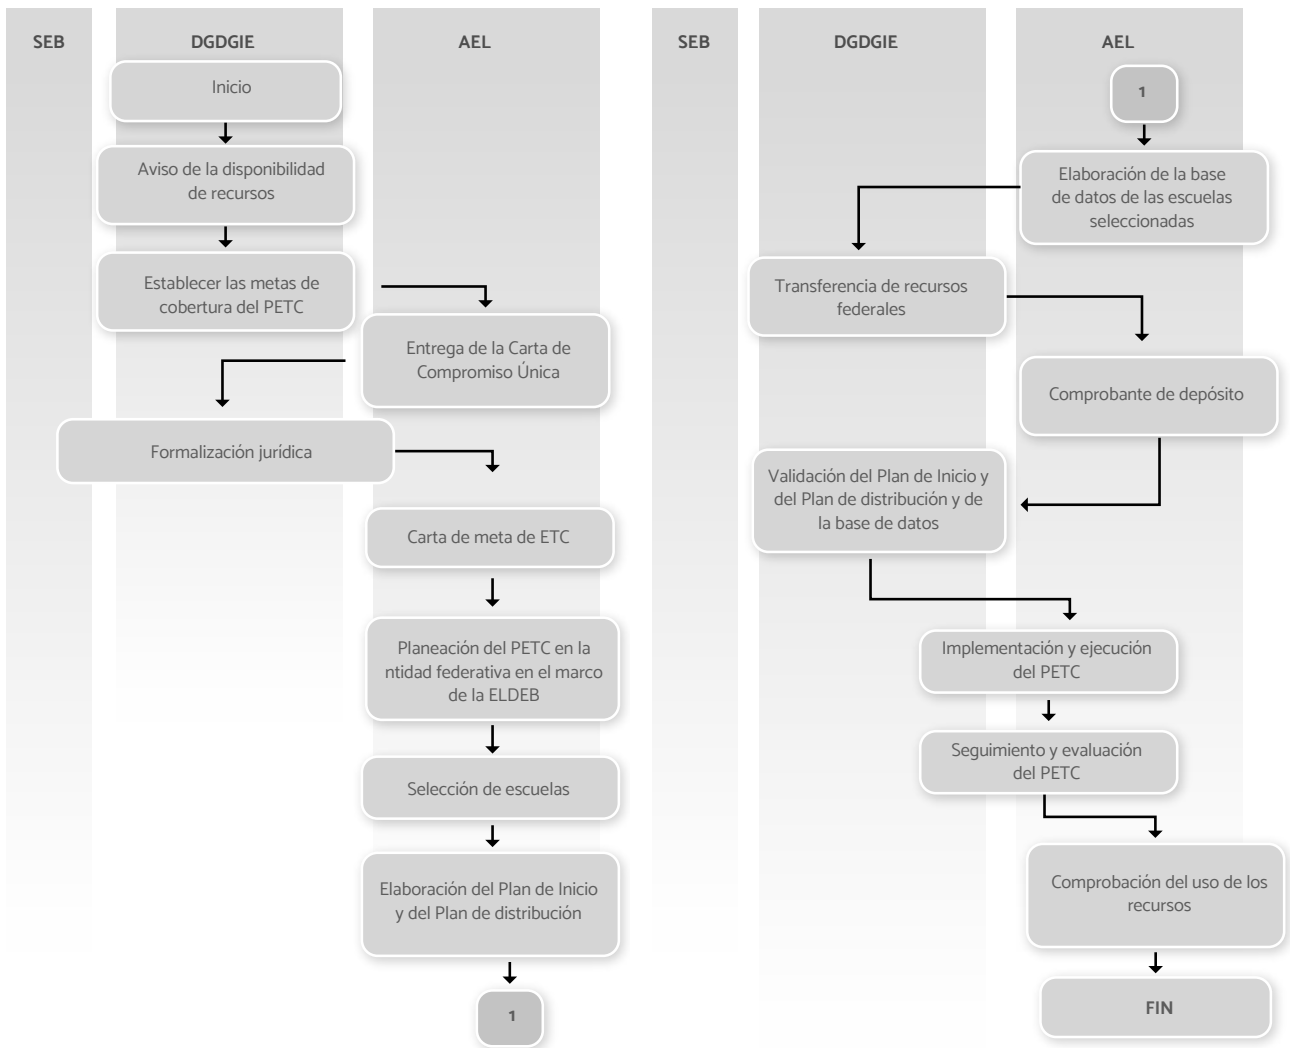 SEB
DGDGIE
AEL
Inicio
Aviso de la disponibilidad
de recursos
Establecer las metas de
cobertura del PETC
Entrega de la Carta de
Compromiso Única
Formalización jurídica
Carta de meta de ETC
Planeación del PETC en la
ntidad federativa en el marco
de la ELDEB
Selección de escuelas
Elaboración del Plan de Inicio
y del Plan de distribución
1
SEB
DGDGIE
AEL
1
Elaboración de la base
de datos de las escuelas
seleccionadas
Transferencia de recursos
federales
Comprobante de depósito
Validación del Plan de Inicio y
del Plan de distribución y de
la base de datos
Implementación y ejecución
del PETC
Seguimiento y evaluación
del PETC
Comprobación del uso de los
recursos
FIN